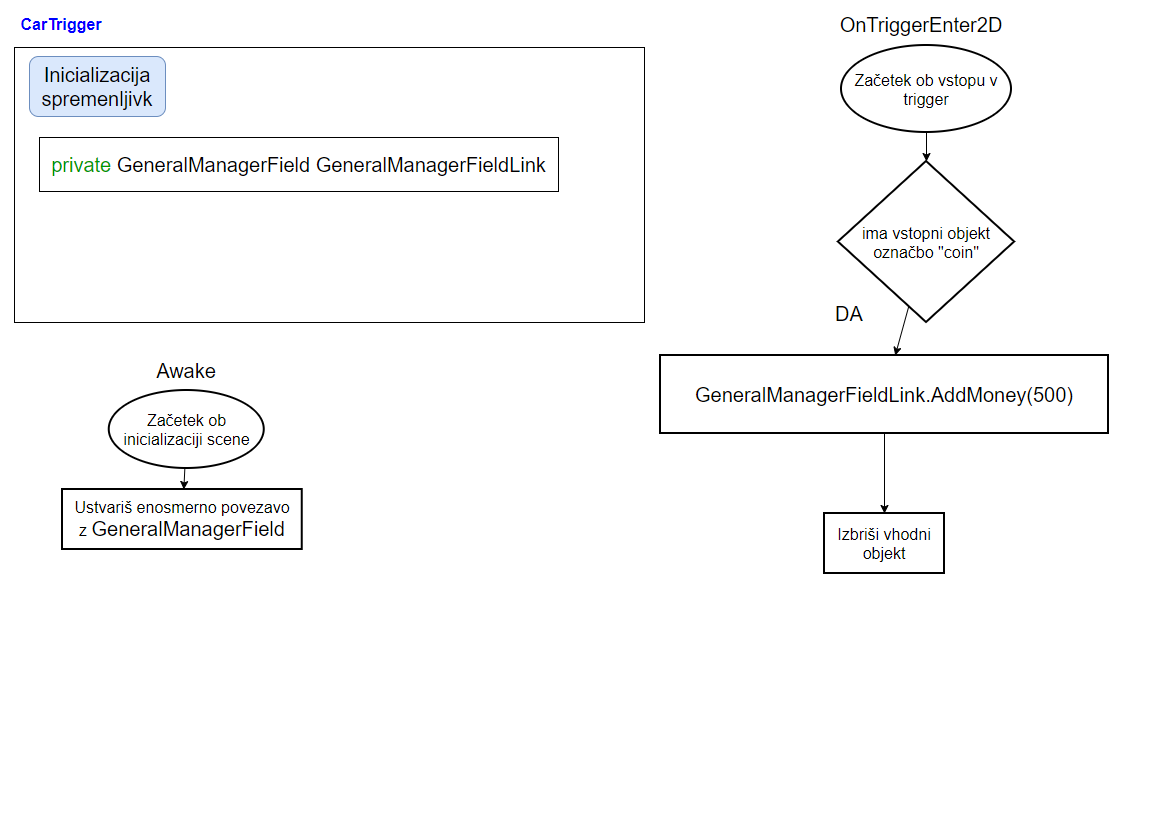 CarTrigger
Inicializacija
spremenljivk
private GeneralManagerField GeneralManagerFieldLink
Awake
Začetek ob
inicializaciji scene
Ustvariš enosmerno povezavo
z GeneralManagerField
OnTriggerEnter2D
Začetek ob vstopu v
trigger
ima vstopni objekt
označbo "coin"
DA
GeneralManagerFieldLink.AddMoney(500)
Izbriši vhodni
objekt